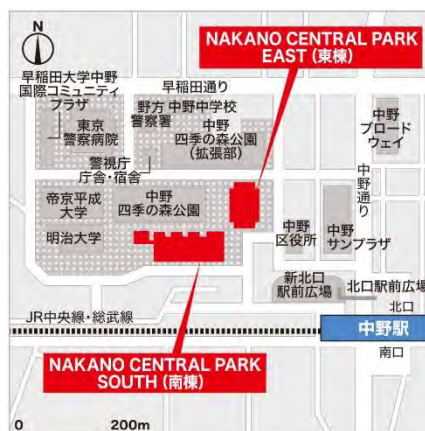 N
NAKANO CENTRAL PARK
EAST (東棟)
早稲田大学中野
国際コミュニティ
プラザ
早稲田通り
野方
警察署
中野中学校
東京
警察病院
中野
四季の森公園
(拡張部)
中野
ブロード
ウェイ
警視庁
庁舎・宿舎
中野通り
帝京平成
大学
中野
四季の森公園
明治大学
中野
区役所
中野
サンプラザ
新北口
駅前広場
北口駅前広場
北口
JR中央線・総武線
中野駅
南口
NAKANO CENTRAL PARK
SOUTH (南棟)
0 200m